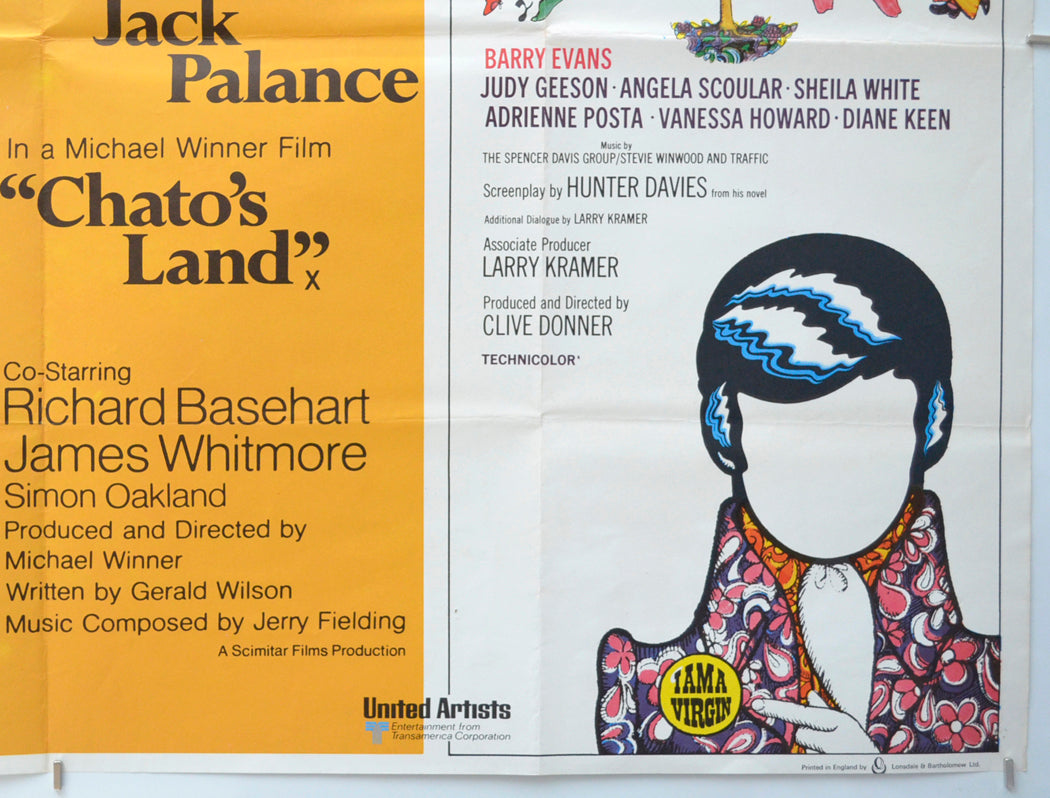 Jack
Palance
In a Michael Winner Film
“Chato’s
Land”x
Co-Starring
Richard Basehart
James Whitmore
Simon Oakland
Produced and Directed by
Michael Winner
Written by Gerald Wilson
Music Composed by Jerry Fielding
A Scimitar Films Production
United Artists
Entertainment from
Transamerica Corporation
BARRY EVANS
JUDY GEESON · ANGELA SCOULAR · SHEILA WHITE
ADRIENNE POSTA · VANESSA HOWARD · DIANE KEEN
Music by
THE SPENCER DAVIS GROUP/STEVIE WINWOOD AND TRAFFIC
Screenplay by HUNTER DAVIES from his novel
Additional Dialogue by LARRY KRAMER
Associate Producer
LARRY KRAMER
Produced and Directed by
CLIVE DONNER
TECHNICOLOR
I AM A
VIRGIN
Printed in England by Lonsdale & Bartholomew Ltd.